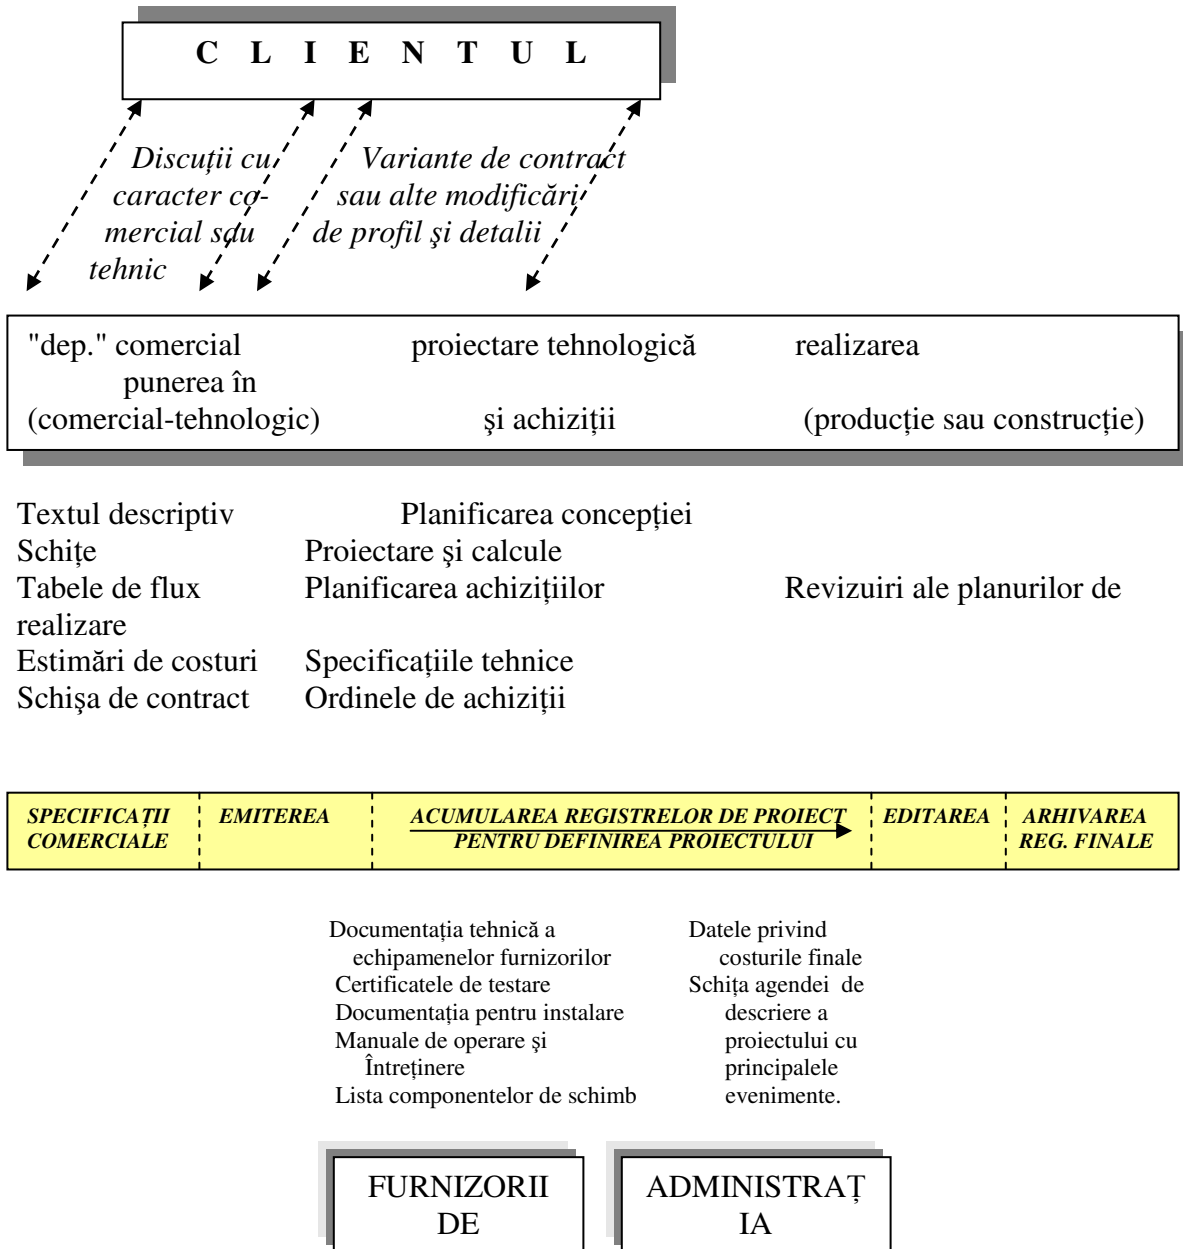 C L I E N T U L
Discuții cu
caracter co-
mercial sau
tehnic
Variante de contract
sau alte modificări
de profil şi detalii
"dep." comercial proiectare tehnologică realizarea
punerea în
(comercial-tehnologic) şi achiziții (producție sau construcție)
Textul descriptiv Planificarea concepției
Schițe Proiectare şi calcule
Tabele de flux Planificarea achizițiilor Revizuiri ale planurilor de
realizare
Estimări de costuri Specificațiile tehnice
Schişa de contract Ordinele de achiziții
SPECIFICAȚII
COMERCIALE
EMITEREA
ACUMULAREA REGISTRELOR DE PROIECT
PENTRU DEFINIREA PROIECTULUI
EDITAREA
ARHIVAREA
REG. FINALE
Documentația tehnică a
echipamenelor furnizorilor
Certificatele de testare
Documentația pentru instalare
Manuale de operare şi
Întreținere
Lista componentelor de schimb
Datele privind
costurile finale
Schița agendei de
descriere a
proiectului cu
principalele
evenimente.
FURNIZORII
DE
ADMINISTRAȚ
IA